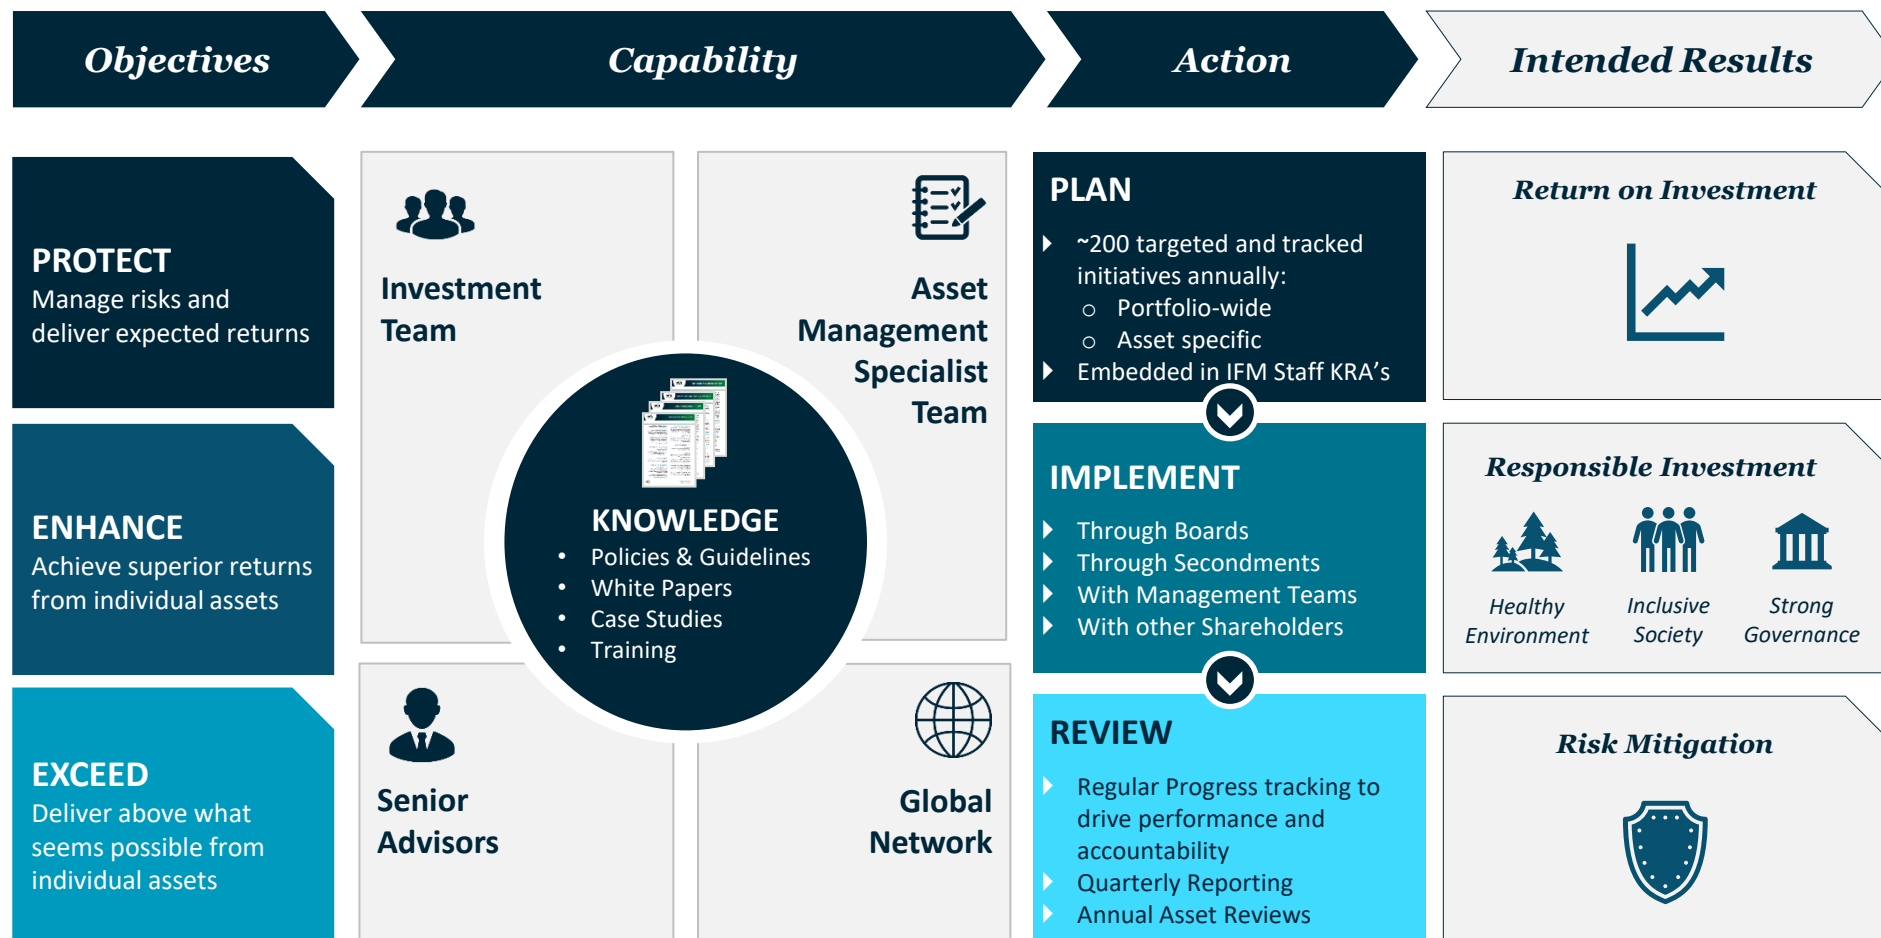 Objectives
Capability
Action
Intended Results
PROTECT
Manage risks and
deliver expected returns
ENHANCE
Achieve superior returns
from individual assets
EXCEED
Deliver above what
seems possible from
individual assets
Investment
Team
Asset
Management
Specialist
Team
KNOWLEDGE
• Policies & Guidelines
• White Papers
• Case Studies
• Training
Senior
Advisors
Global
Network
PLAN
~200 targeted and tracked
initiatives annually:
o Portfolio-wide
o Asset specific
Embedded in IFM Staff KRA's
IMPLEMENT
Through Boards
Through Secondments
With Management Teams
With other Shareholders
REVIEW
Regular Progress tracking to
drive performance and
accountability
Quarterly Reporting
Annual Asset Reviews
Return on Investment
Responsible Investment
Healthy
Environment
Inclusive
Society
Strong
Governance
Risk Mitigation